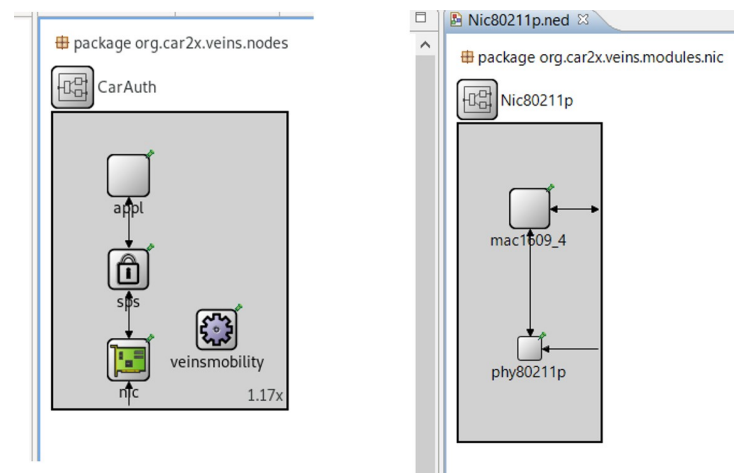 package org.car2x.veins.nodes
CarAuth
appl
sps
nic
veinsmobility
1.17x
Nic80211p.ned
package org.car2x.veins.modules.nic
Nic80211p
mac1609_4
phy80211p